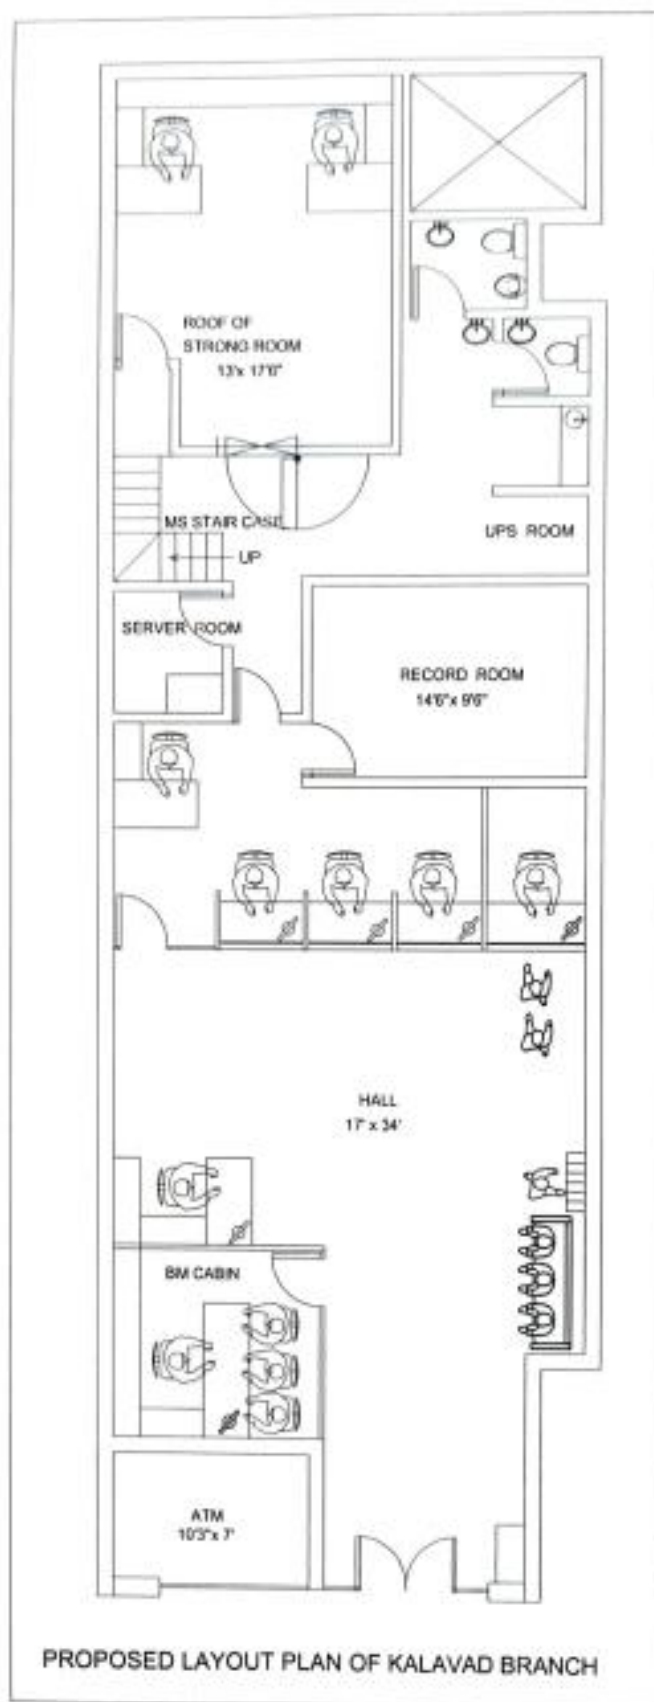 ROOF OF
STRONG ROOM
13'x 17'6"
MS STAIR CASE
UP
UPS ROOM
SERVER ROOM
RECORD ROOM
14'6"x 9'6"
HALL
17' x 34'
BM CABIN
ATM
10'3"x 7'
PROPOSED LAYOUT PLAN OF KALAVAD BRANCH